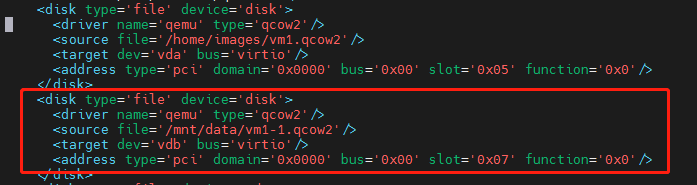 <disk type='file' device='disk'>
<driver name='qemu' type='qcow2'/>
<source file='/home/images/vm1.qcow2'/>
<target dev='vda' bus='virtio'/>
<address type='pci' domain='0x0000' bus='0x00' slot='0x05' function='0x0'/>
</disk>
<disk type='file' device='disk'>
<driver name='qemu' type='qcow2'/>
<source file='/mnt/data/vm1-1.qcow2'/>
<target dev='vdb' bus='virtio'/>
<address type='pci' domain='0x0000' bus='0x00' slot='0x07' function='0x0'/>
</disk>